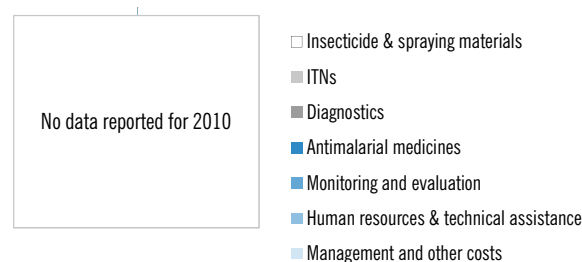 No data reported for 2010
Insecticide & spraying materials
ITNs
Diagnostics
Antimalarial medicines
Monitoring and evaluation
Human resources & technical assistance
Management and other costs